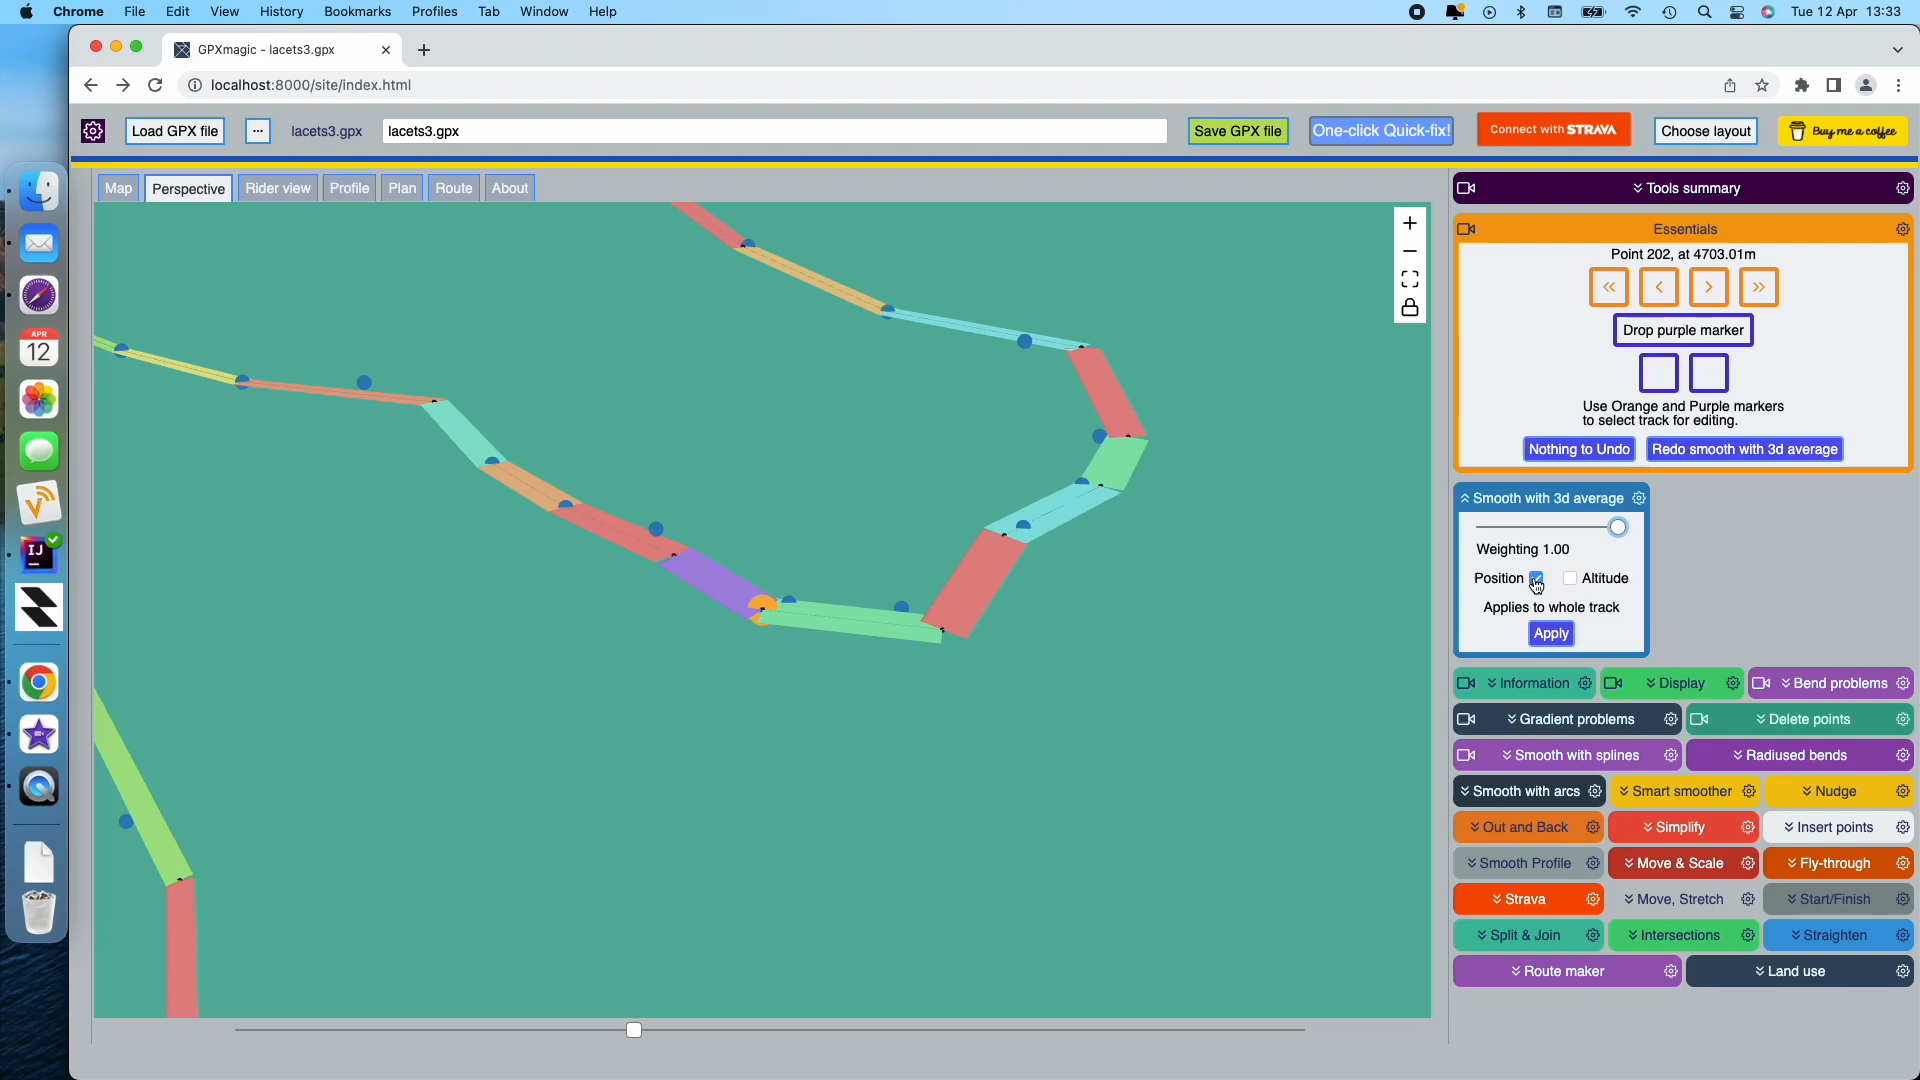 Chrome File Edit View History Bookmarks Profiles Tab Window Help Tue 12 Apr 13:33
GPXmagic - lacets3.gpx
localhost:8000/site/index.html
Load GPX file ... lacets3.gpx lacets3.gpx Save GPX file One-click Quick-fix! Connect with STRAVA Choose layout Buy me a coffee
Map Perspective Rider view Profile Plan Route About
Tools summary
Essentials
Point 202, at 4703.01m
Drop purple marker
Use Orange and Purple markers
to select track for editing.
Nothing to Undo Redo smooth with 3d average
Smooth with 3d average
Weighting 1.00
Position Altitude
Applies to whole track
Apply
Information Display Bend problems
Gradient problems Delete points
Smooth with splines Radiused bends
Smooth with arcs Smart smoother Nudge
Out and Back Simplify Insert points
Smooth Profile Move & Scale Fly-through
Strava Move, Stretch Start/Finish
Split & Join Intersections Straighten
Route maker Land use
APR
12
IJ